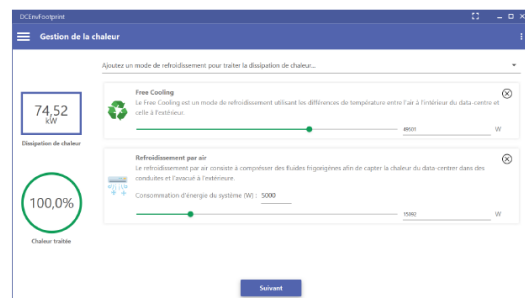 DCEnvFootprint
Gestion de la chaleur
Ajoutez un mode de refroidissement pour traiter la dissipation de chaleur...
74,52
kW
Dissipation de chaleur
100,0%
Chaleur traitée
Free Cooling
Le Free Cooling est un mode de refroidissement utilisant les différences de température entre l'air à l'intérieur du data-centre et
celle à l'extérieur.
W
Refroidissement par air
Le refroidissement par air consiste à compresser des fluides frigorigènes afin de capter la chaleur du data-centrer dans des
conduites et l'évacué à l'extérieure.
Consommation d'énergie du système (W) : 5000
W
Suivant